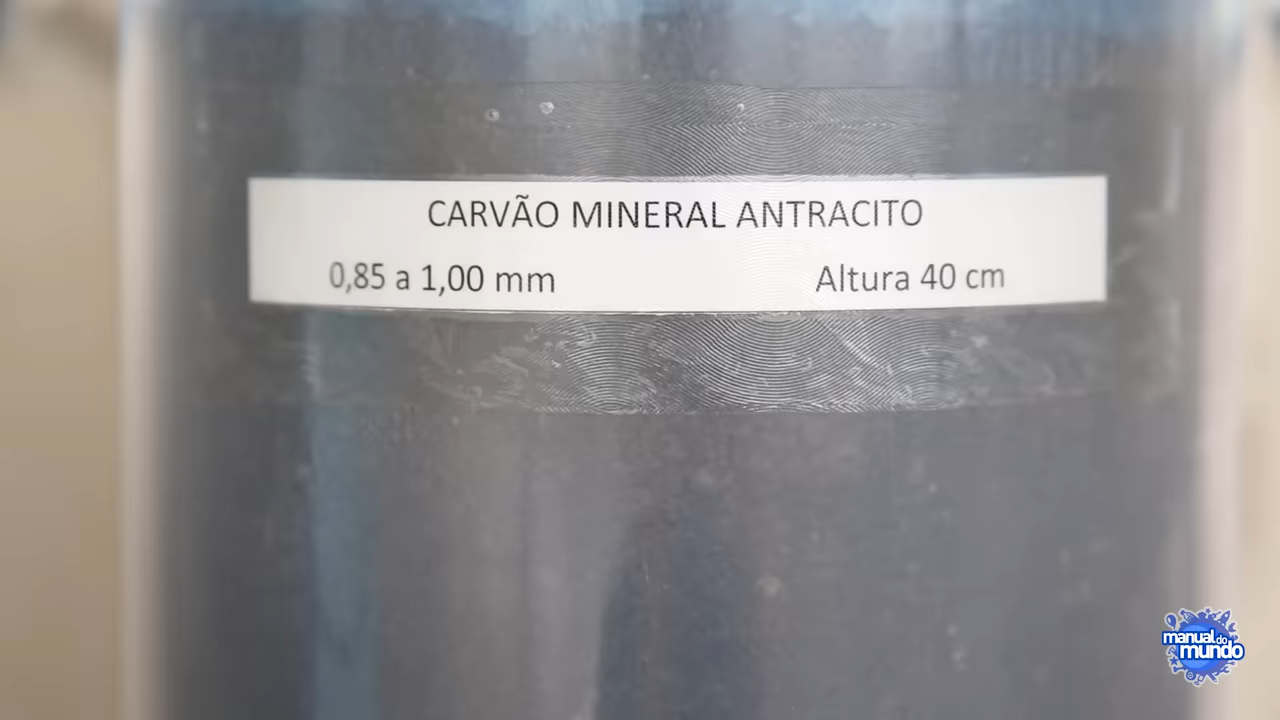 CARVÃO MINERAL ANTRACITO
0,85 a 1,00 mm Altura 40 cm
manual do
mundo